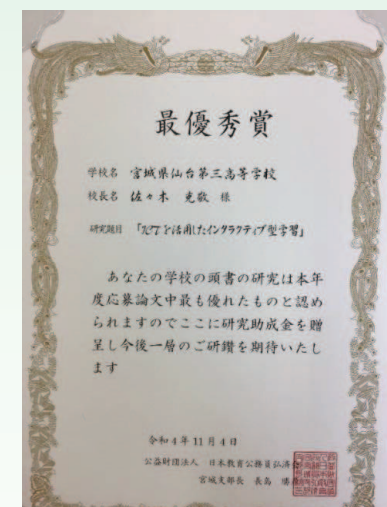 最優秀賞
学校名 宮城県仙台第三高等学校
校長名 佐々木 克敬 様
研究題目 「ICTを活用したインタラクティブ型学習」
あなたの学校の頭書の研究は本年
度応募論文中最も優れたものと認め
られますのでここに研究助成金を贈
呈し今後一層のご研鑽を期待いたし
ます
令和4年11月4日
公益財団法人 日本教育公務員弘済会
宮城支部長 長島